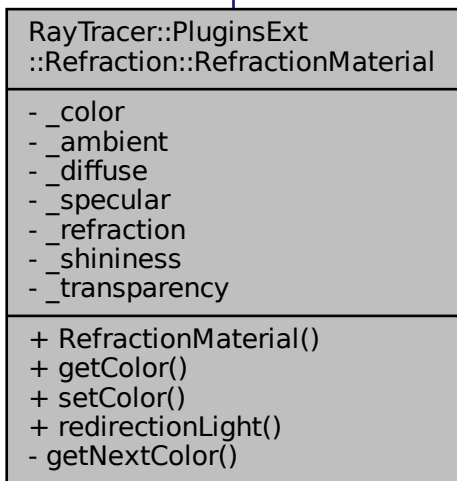 RayTracer::PluginsExt
::Refraction::RefractionMaterial
- _color
- _ambient
- _diffuse
- _specular
- _refraction
- _shininess
- _transparency
+ RefractionMaterial()
+ getColor()
+ setColor()
+ redirectionLight()
- getNextColor()